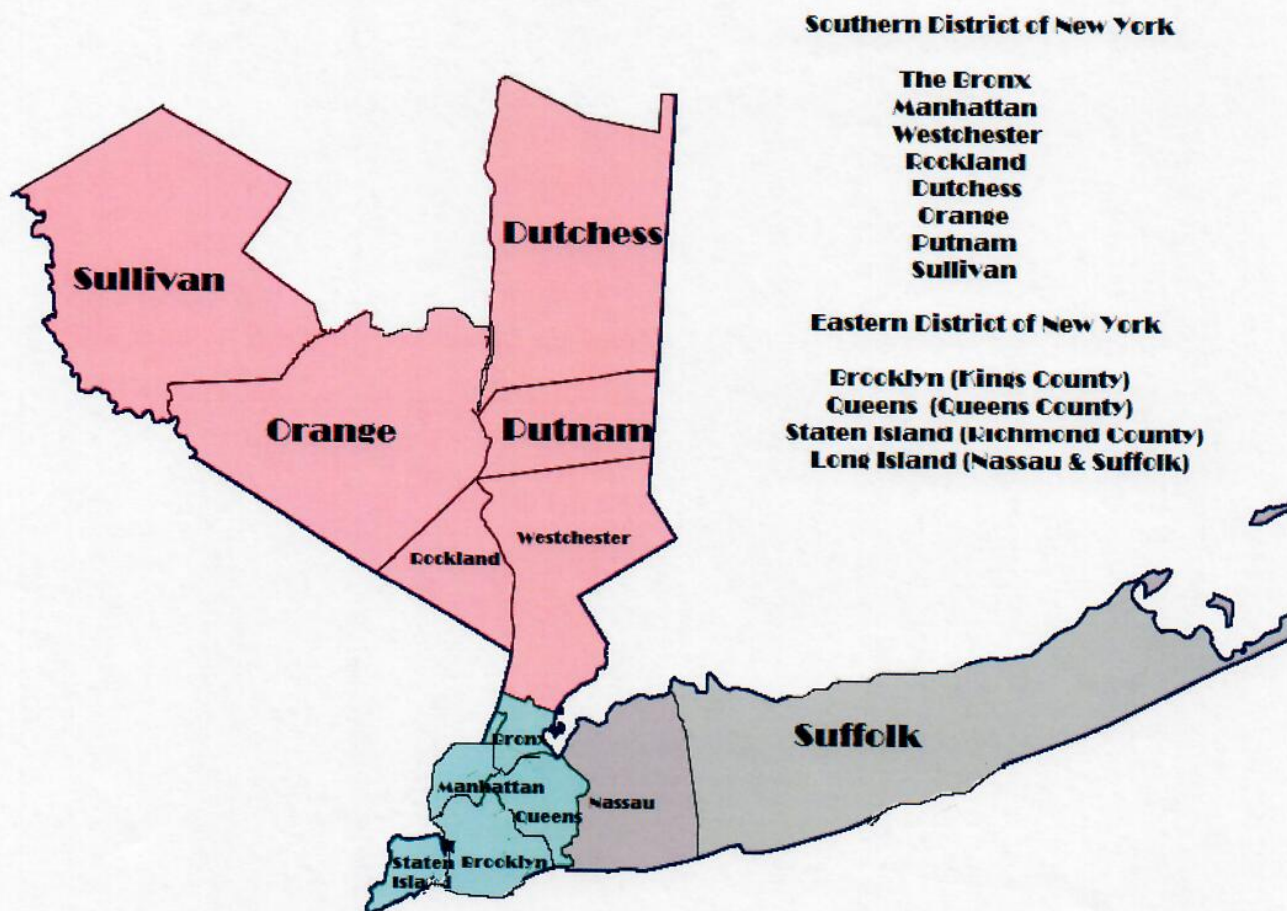 Southern District of New York
The Bronx
Manhattan
Westchester
Rockland
Dutchess
Orange
Putnam
Sullivan
Eastern District of New York
Brooklyn (Kings County)
Queens (Queens County)
Staten Island (Richmond County)
Long Island (Nassau & Suffolk)
Dutchess
Sullivan
Orange
Putnam
Westchester
Rockland
Suffolk
Bronx
Manhattan
Nassau
Queens
Staten
Island
Brooklyn